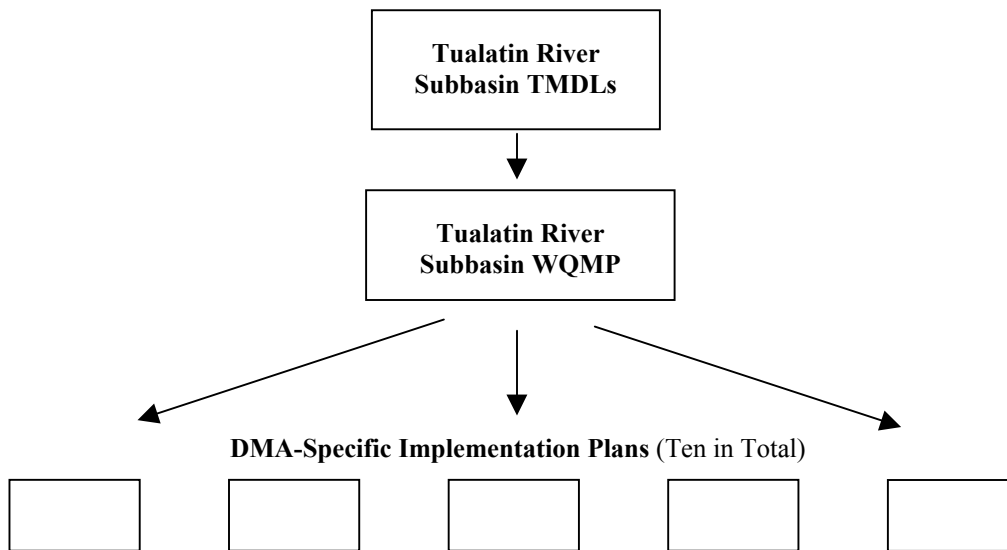 Tualatin River
Subbasin TMDLs
Tualatin River
Subbasin WQMP
DMA-Specific Implementation Plans (Ten in Total)